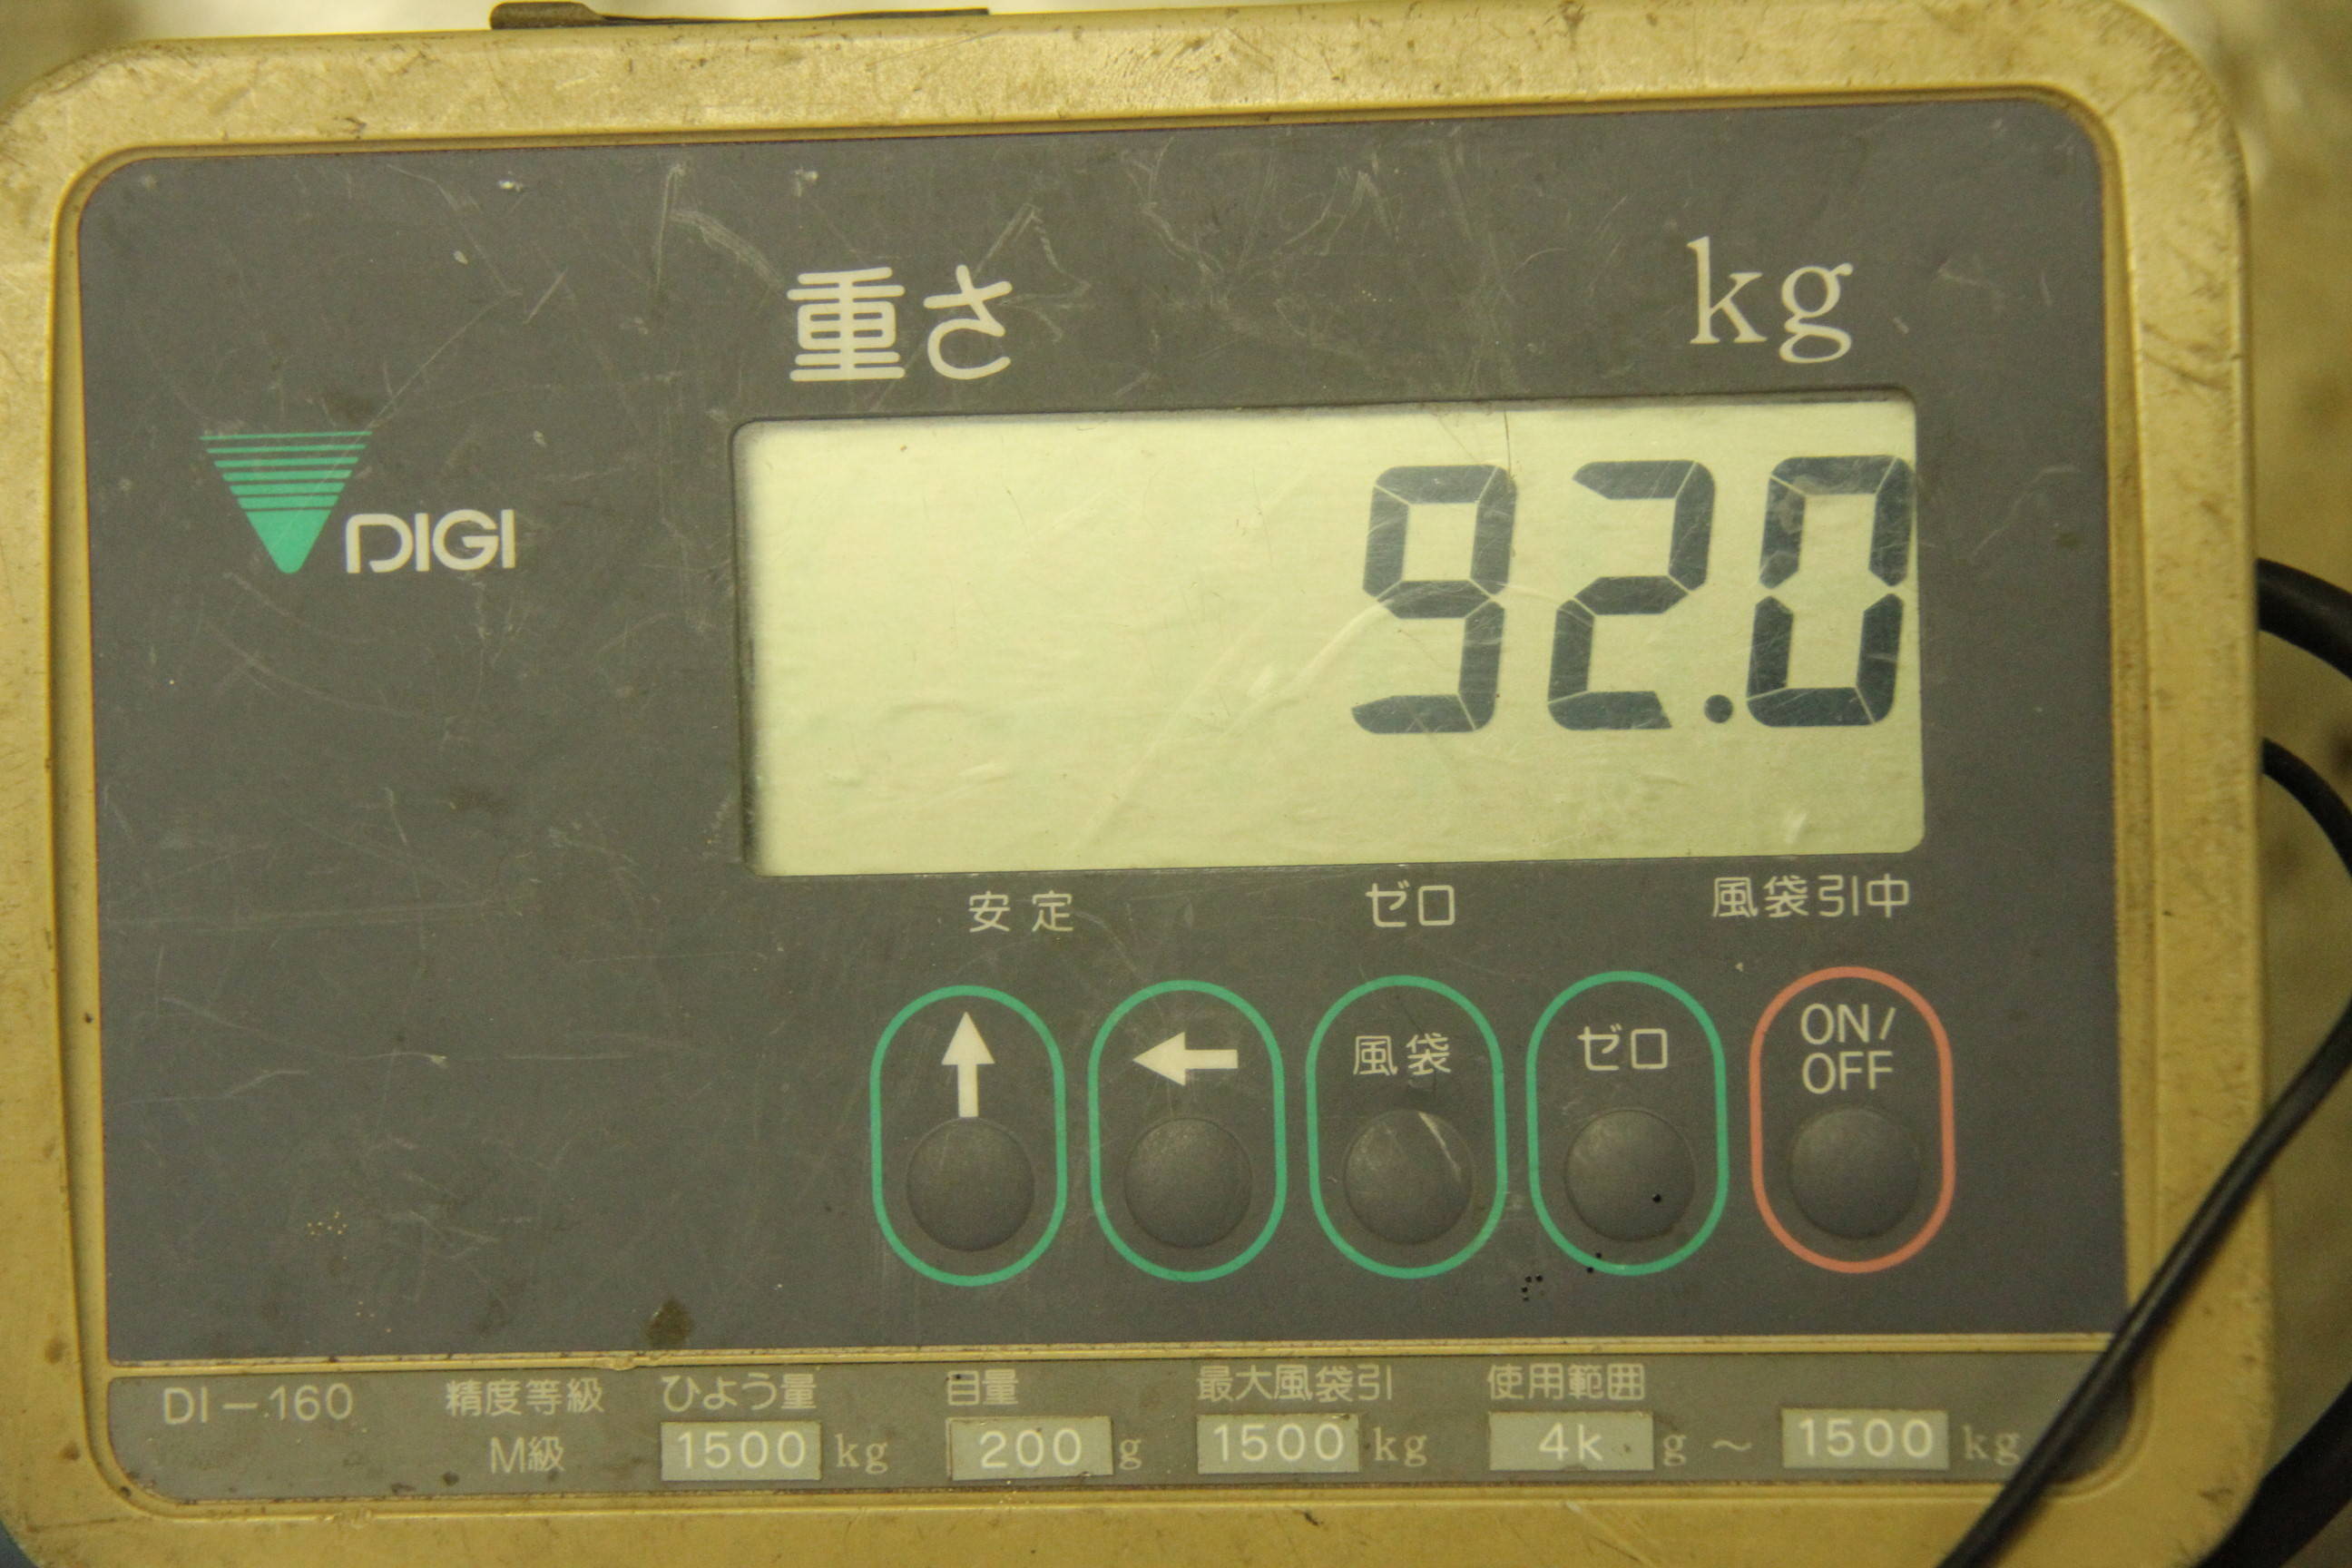 重さ kg
DIGI
92.0
安定 ゼロ 風袋引中
風袋 ゼロ ON/
OFF
DI-160 精度等級 ひょう量 目量 最大風袋引 使用範囲
M級 1500 kg 200 g 1500 kg 4k g ~ 1500 kg